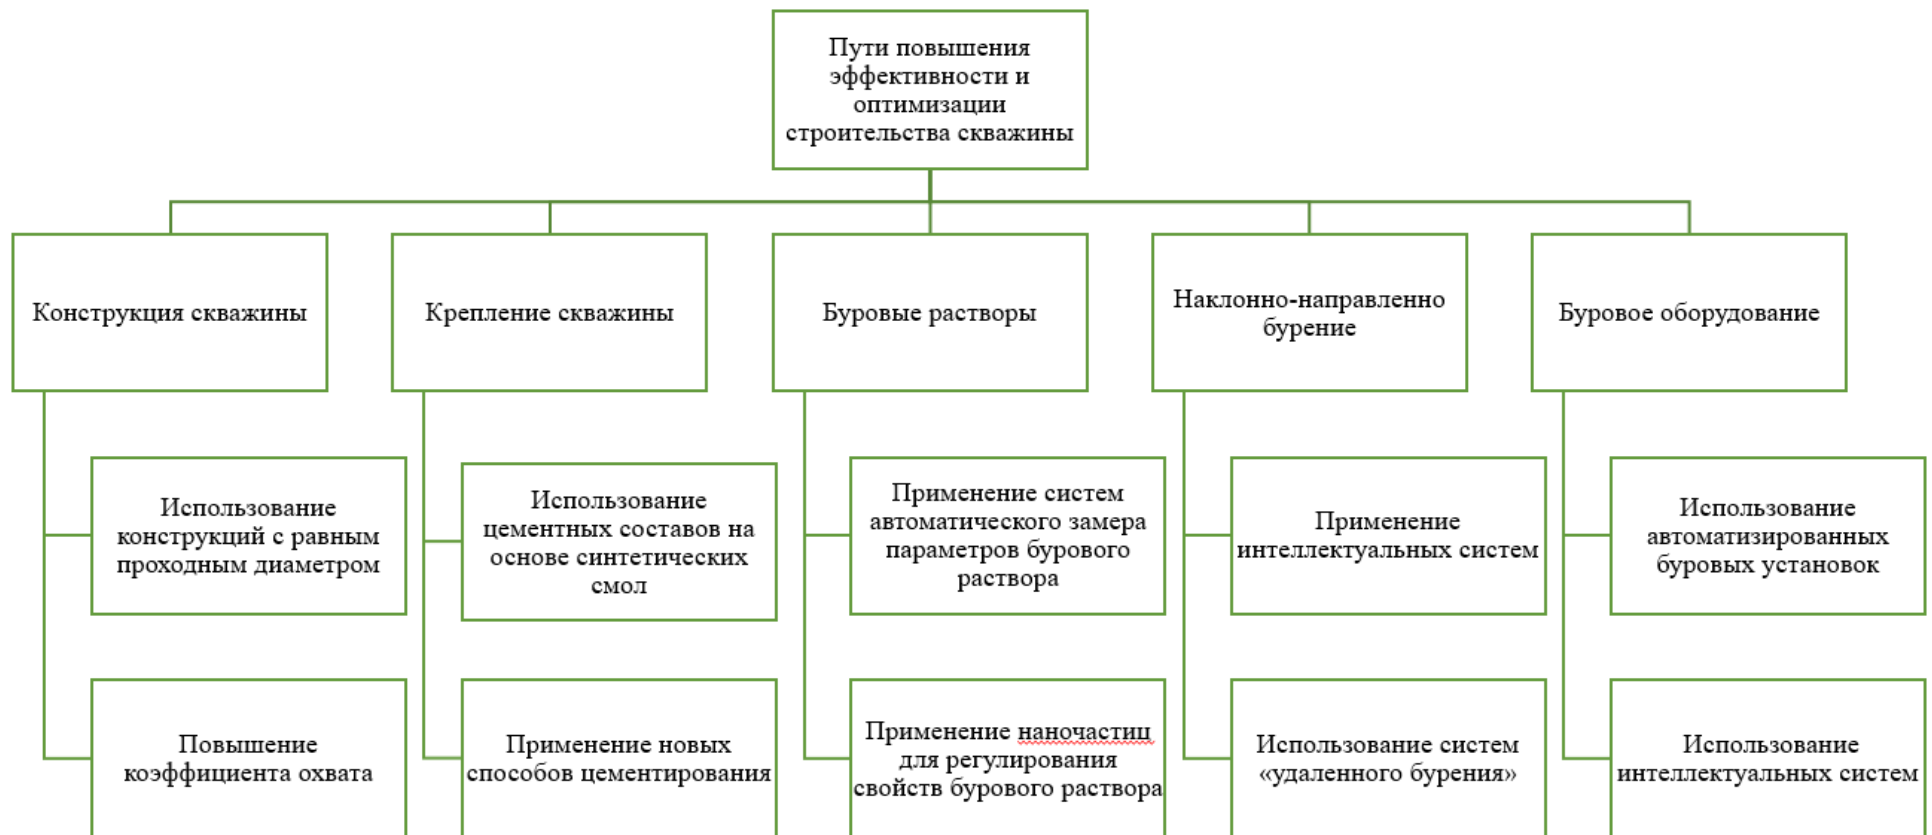 Пути повышения
эффективности и
оптимизации
строительства скважины
Конструкция скважины
Крепление скважины
Буровые растворы
Наклонно-направленно
бурение
Буровое оборудование
Использование
конструкций с равным
проходным диаметром
Использование
цементных составов на
основе синтетических
смол
Применение систем
автоматического замера
параметров бурового
раствора
Применение
интеллектуальных систем
Использование
автоматизированных
буровых установок
Повышение
коэффициента охвата
Применение новых
способов цементирования
Применение наночастиц
для регулирования
свойств бурового раствора
Использование систем
«удаленного бурения»
Использование
интеллектуальных систем